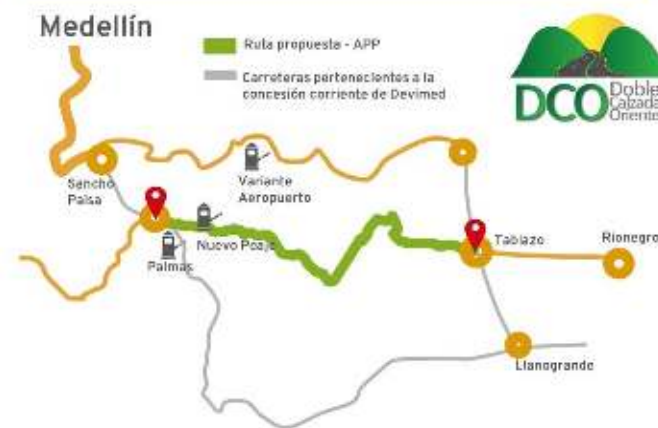 Medellín
Ruta propuesta - APP
Carreteras pertenecientes a la
concesión corriente de Devimed
DCO
Doble
Calzada
Oriente
Sancho
Paisa
Variante
Aeropuerto
Nuevo Peaje
Palmas
Tablazo
Rionegro
Llanogrande